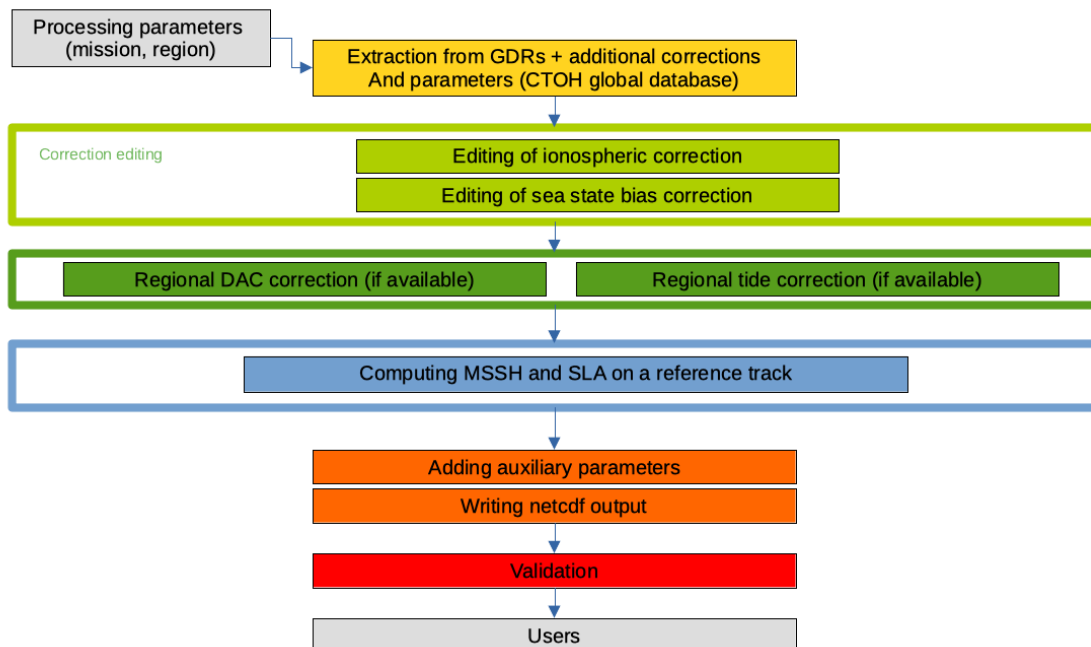 Processing parameters
(mission, region)
Extraction from GDRs + additional corrections
And parameters (CTOH global database)
Correction editing
Editing of ionospheric correction
Editing of sea state bias correction
Regional DAC correction (if available)
Regional tide correction (if available)
Computing MSSH and SLA on a reference track
Adding auxiliary parameters
Writing netcdf output
Validation
Users